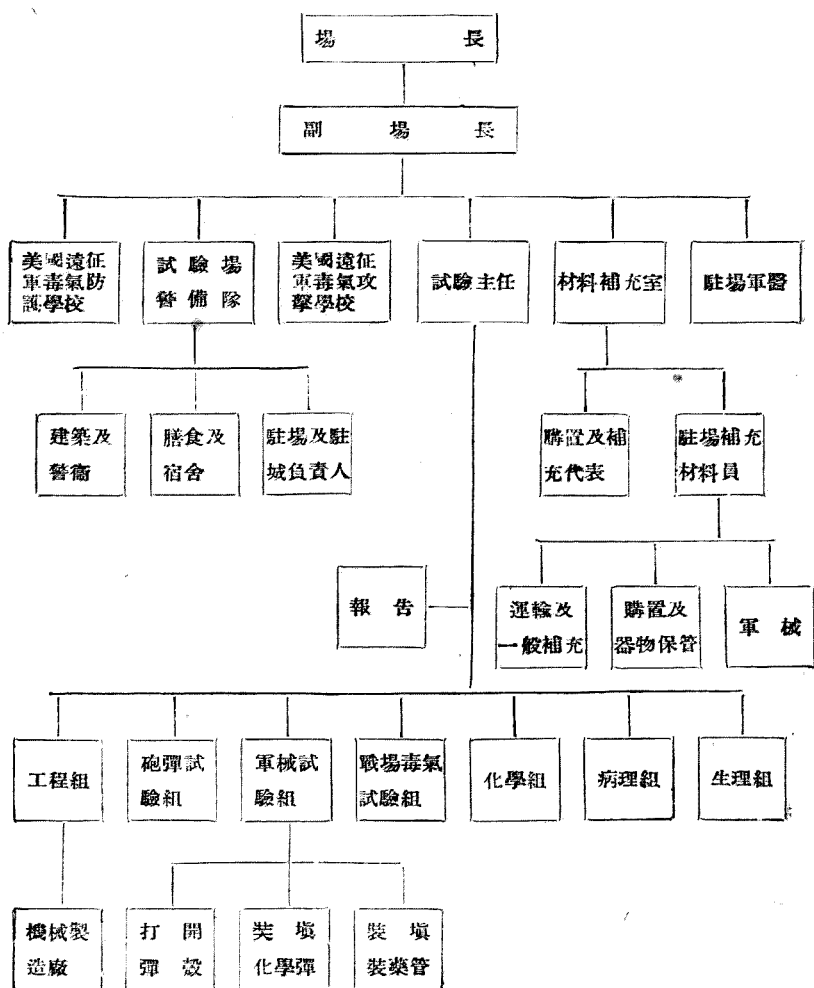 場長
副場長
美國遠征
軍毒氣防
護學校
試驗場
警備隊
美國遠征
軍毒氣攻
擊學校
試驗主任
材料補充室
駐場軍醫
建築及
警衞
膳食及
宿舍
駐場及駐
城負責人
購置及補
充代表
駐場補充
材料員
報告
運輸及
一般補充
購置及
器物保管
軍械
工程組
砲彈試
驗組
軍械試
驗組
戰場毒氣
試驗組
化學組
病理組
生理組
機械製
造廠
打開
彈殼
裝塡
化學彈
裝塡
裝藥管